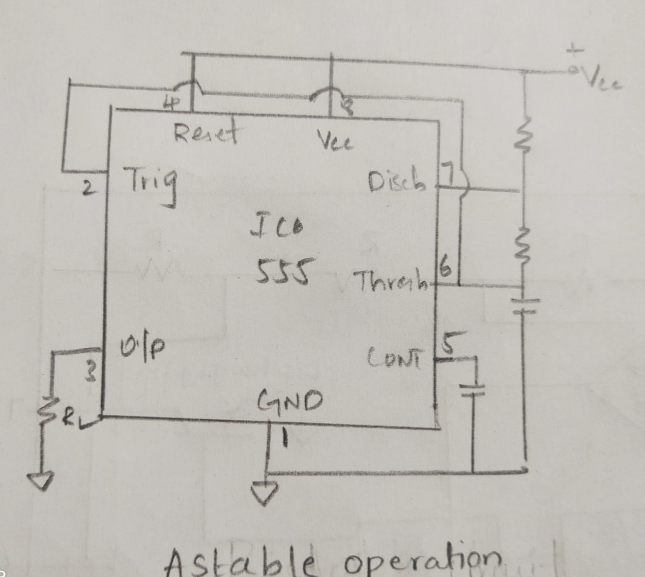 +
Vcc
4
8
Reset
Vcc
2
Trig
Disch
7
IC
555
Thresh
6
O/P
3
CONT
5
RL
GND
1
Astable operation